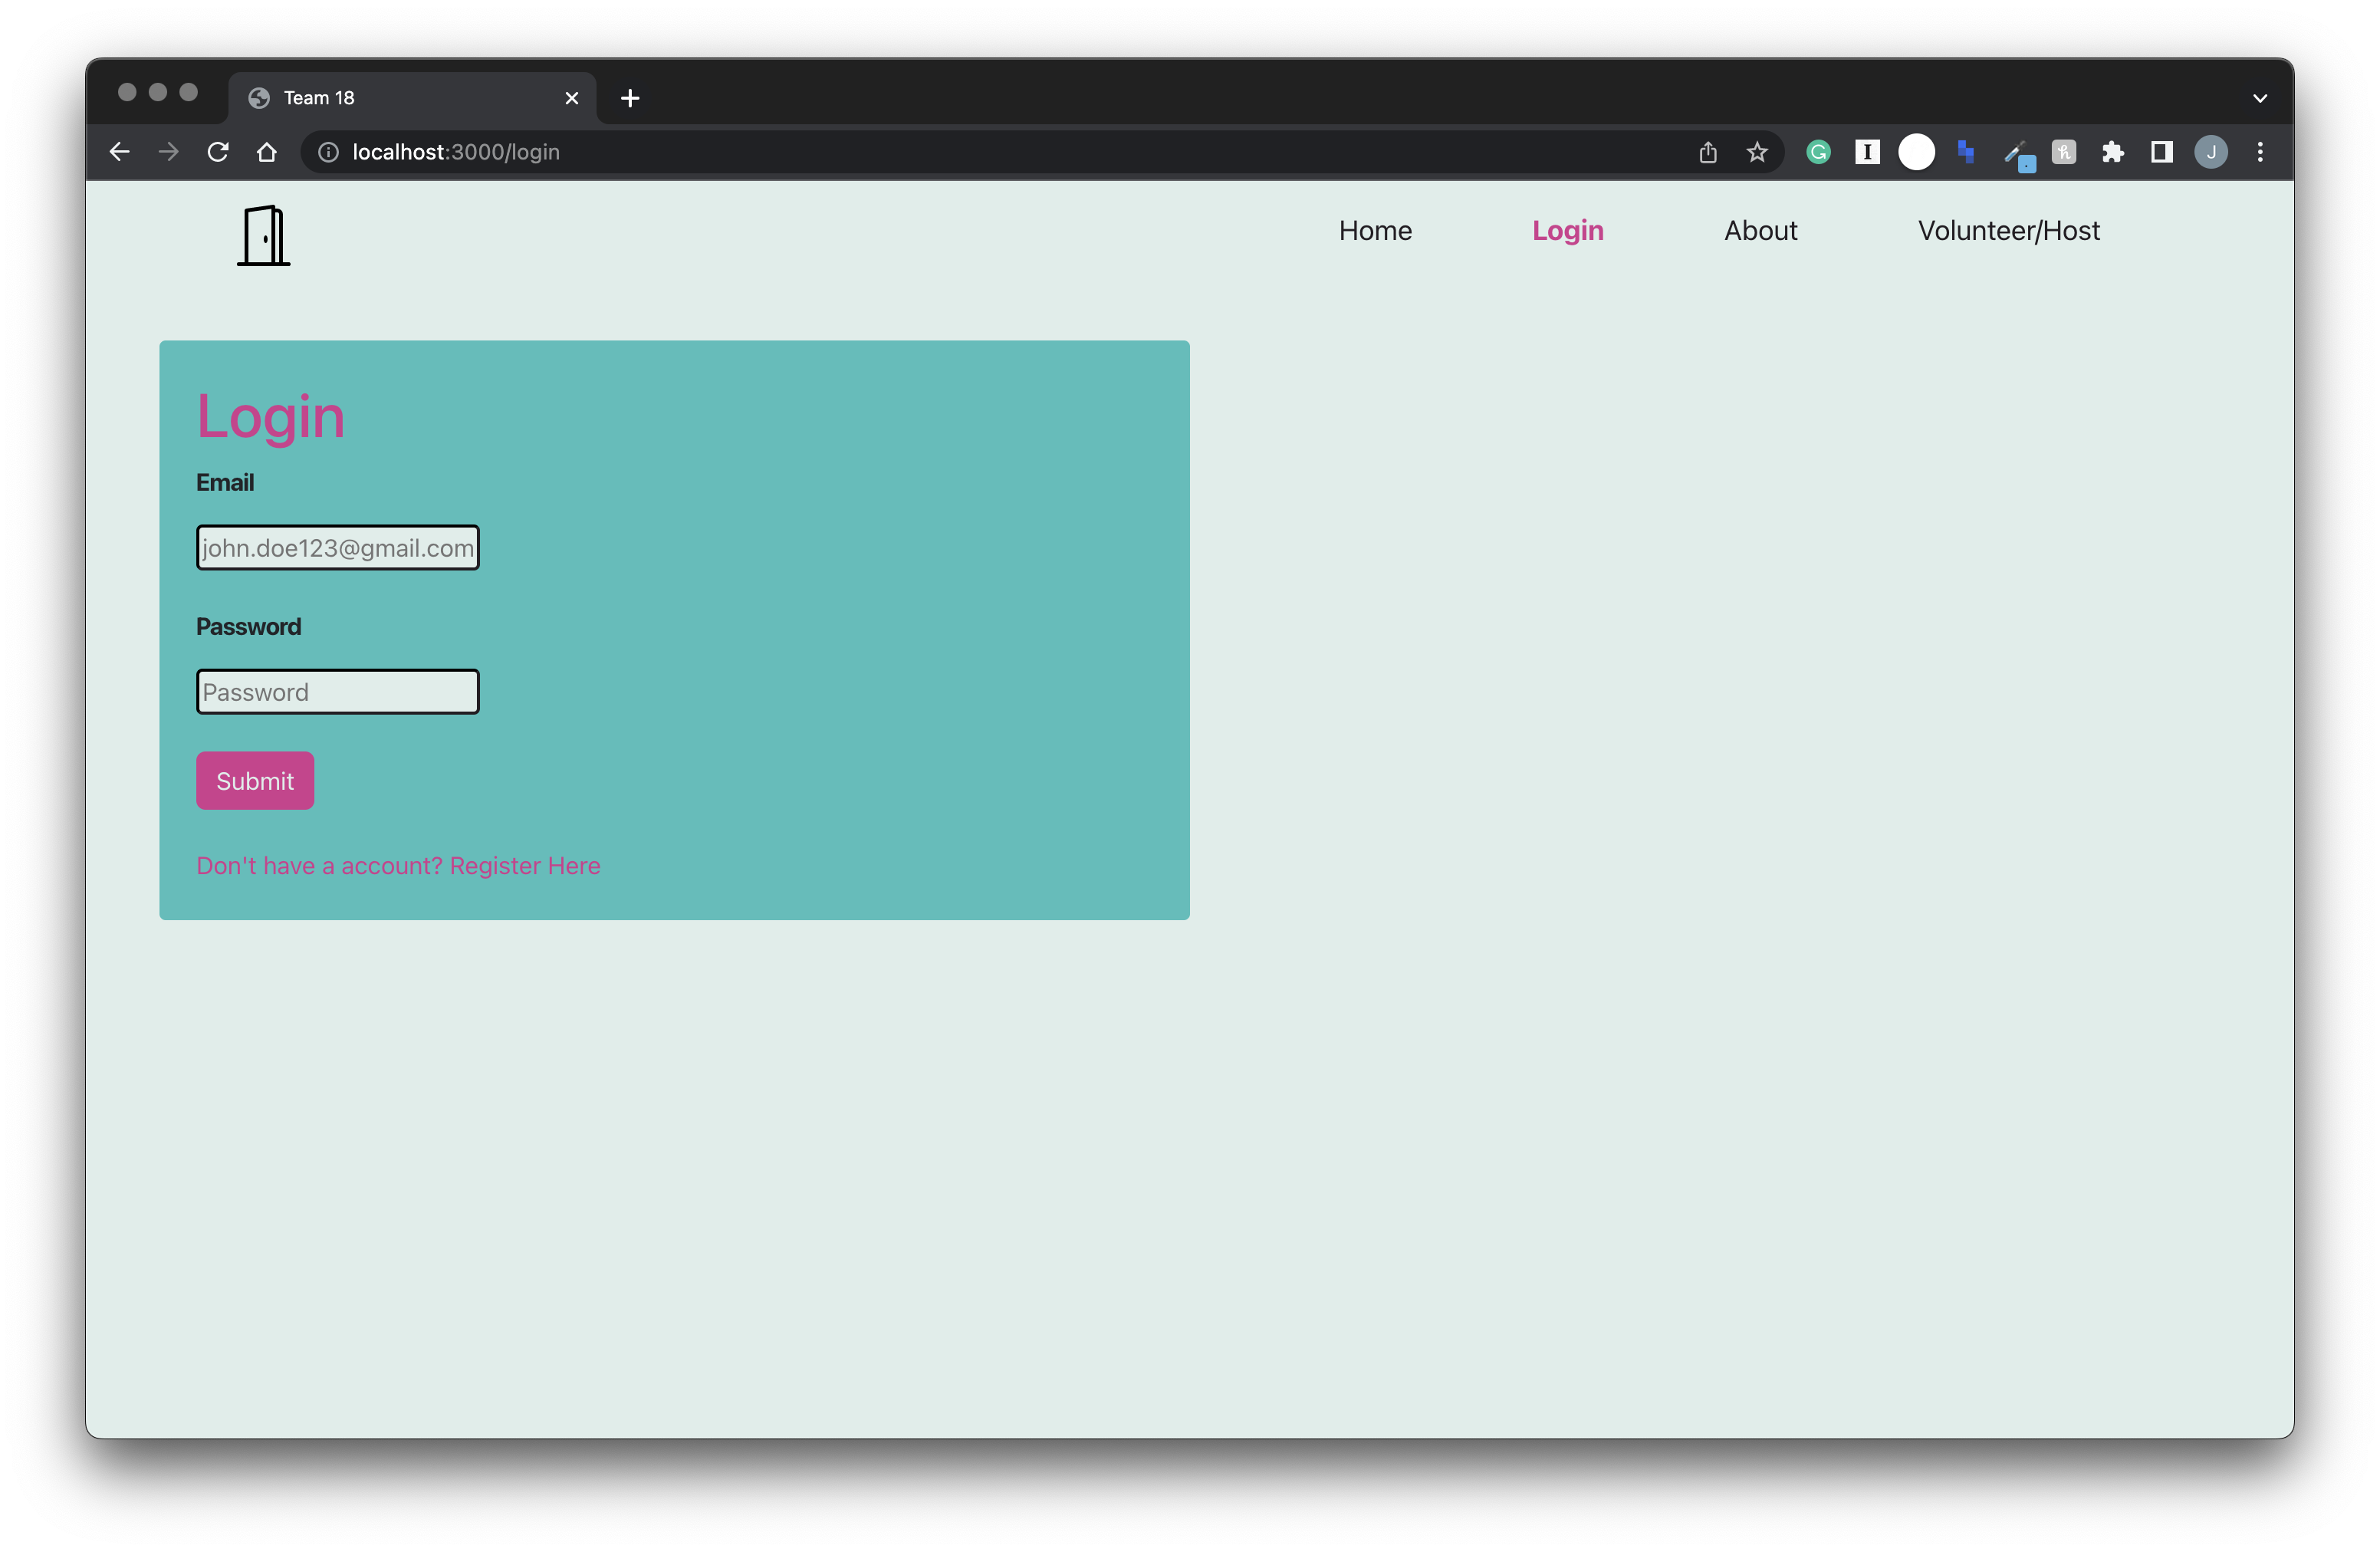 Team 18
localhost:3000/login
J
Home Login About Volunteer/Host
Login
Email
john.doe123@gmail.com
Password
Password
Submit
Don't have a account? Register Here